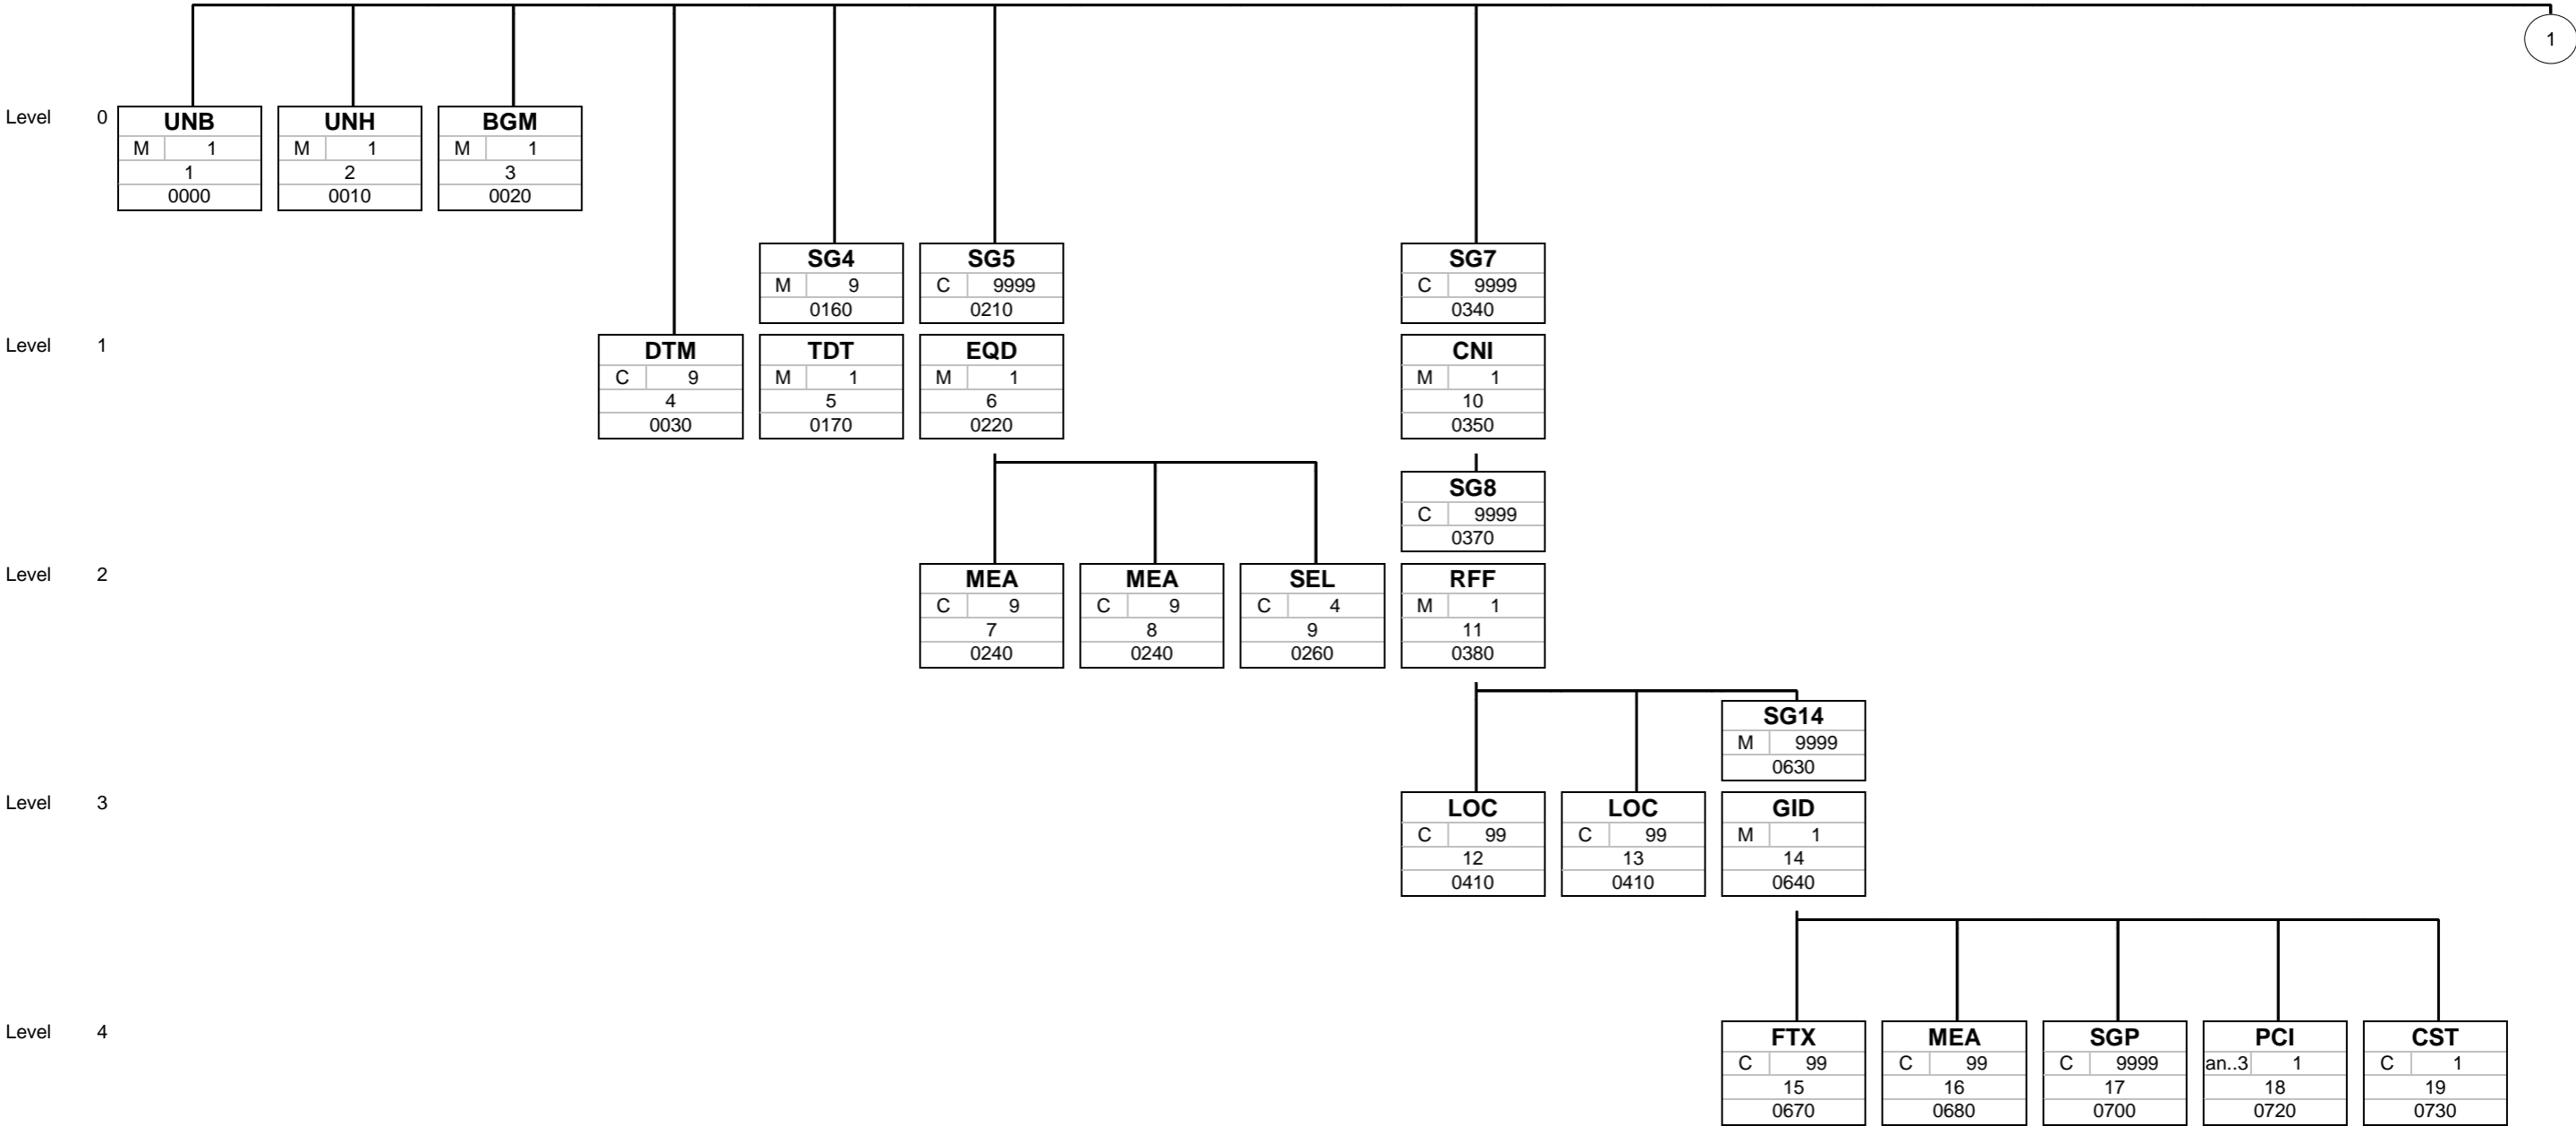 1
Level 0
UNB UNH BGM
M 1 M 1 M 1
1 2 3
0000 0010 0020
SG4 SG5 SG7
M 9 C 9999 C 9999
0160 0210 0340
Level 1
DTM TDT EQD CNI
C 9 M 1 M 1 M 1
4 5 6 10
0030 0170 0220 0350
SG8
C 9999
0370
Level 2
MEA MEA SEL RFF
C 9 C 9 C 4 M 1
7 8 9 11
0240 0240 0260 0380
SG14
M 9999
0630
Level 3
LOC LOC GID
C 99 C 99 M 1
12 13 14
0410 0410 0640
Level 4
FTX MEA SGP PCI CST
C 99 C 99 C 9999 an..3 1 C 1
15 16 17 18 19
0670 0680 0700 0720 0730